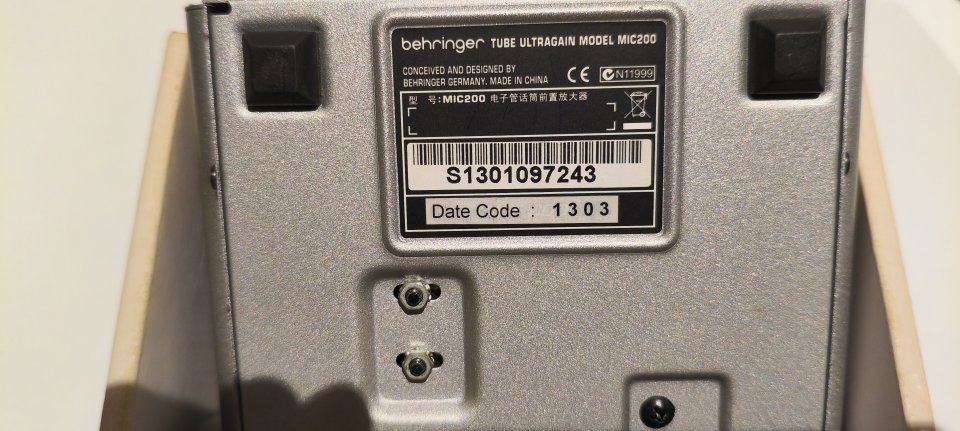 behringer TUBE ULTRAGAIN MODEL MIC200
CONCEIVED AND DESIGNED BY
BEHRINGER GERMANY. MADE IN CHINA
CE
N11999
型 号:MIC200 电子管话筒前置放大器
S1301097243
Date Code : 1303